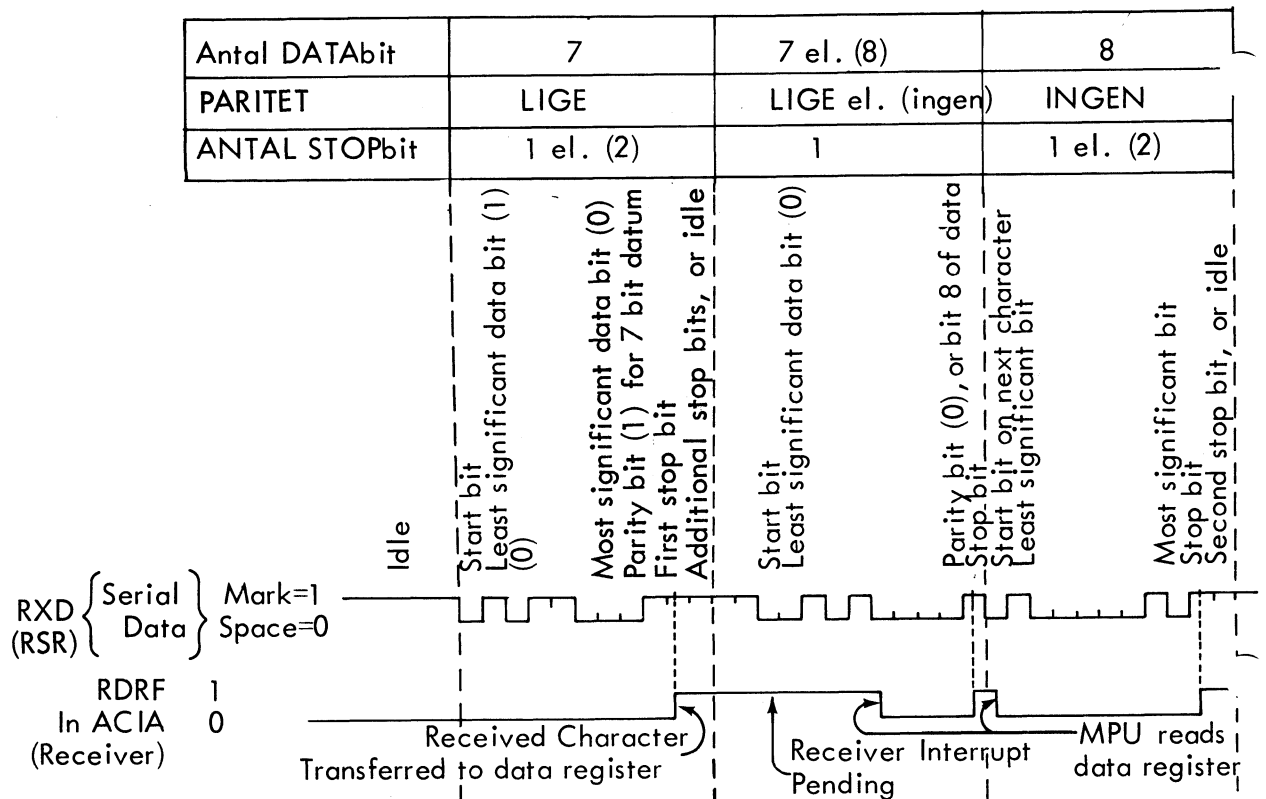 Antal DATAbit 7 7 el. (8) 8
PARITET LIGE LIGE el. (ingen) INGEN
ANTAL STOPbit 1 el. (2) 1 1 el. (2)
Idle
Start bit
Least significant data bit (1)
(0)
Most significant data bit (0)
Parity bit (1) for 7 bit datum
First stop bit
Additional stop bits, or idle
Start bit
Least significant data bit (0)
Parity bit (0), or bit 8 of data
Stop bit
Start bit on next character
Least significant bit
Most significant bit
Stop bit
Second stop bit, or idle
RXD
(RSR)
Serial
Data
Mark=1
Space=0
RDRF 1
In ACIA 0
(Receiver)
Received Character
Transferred to data register
Receiver Interrupt
Pending
MPU reads
data register